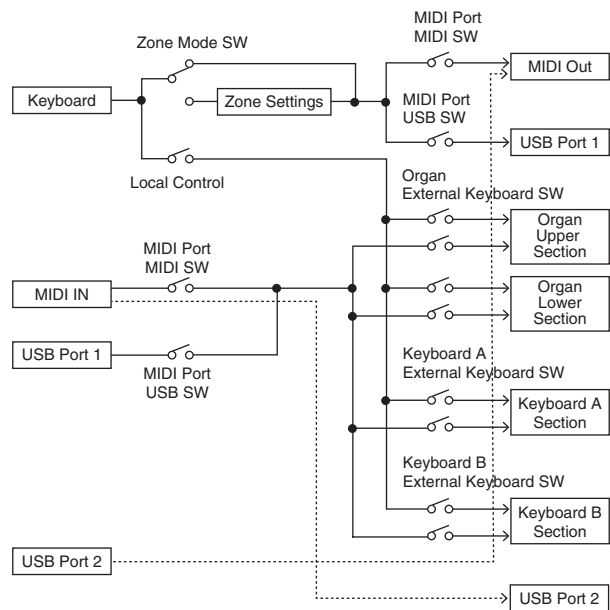 MIDI Port
MIDI SW
Zone Mode SW
MIDI Out
Keyboard
Zone Settings
MIDI Port
USB SW
USB Port 1
Local Control
Organ
External Keyboard SW
Organ
Upper
Section
MIDI Port
MIDI SW
MIDI IN
Organ
Lower
Section
USB Port 1
MIDI Port
USB SW
Keyboard A
External Keyboard SW
Keyboard A
Section
Keyboard B
External Keyboard SW
Keyboard B
Section
USB Port 2
USB Port 2